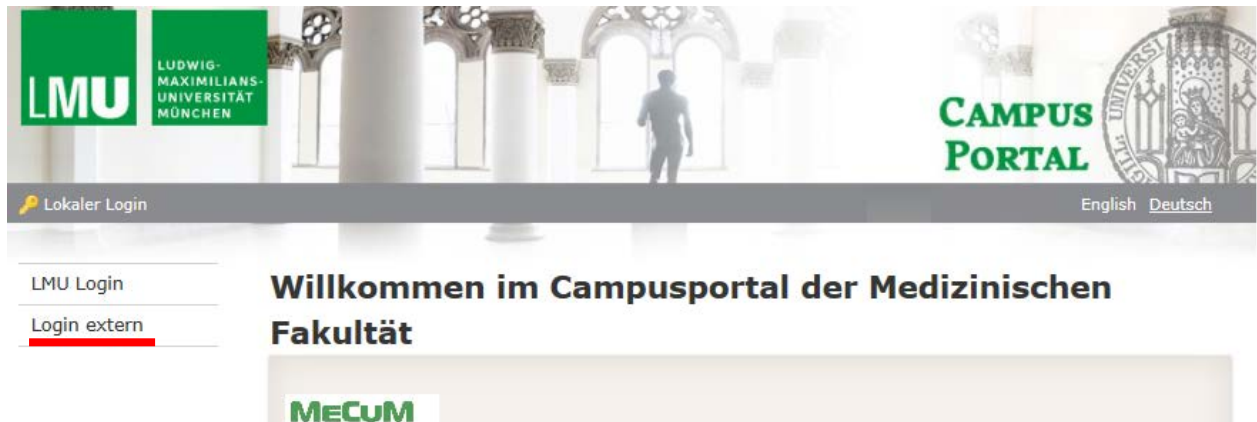 LMU
LUDWIG-
MAXIMILIANS-
UNIVERSITÄT
MÜNCHEN
CAMPUS
PORTAL
Lokaler Login
English Deutsch
LMU Login
Login extern
Willkommen im Campusportal der Medizinischen
Fakultät
MeCuM